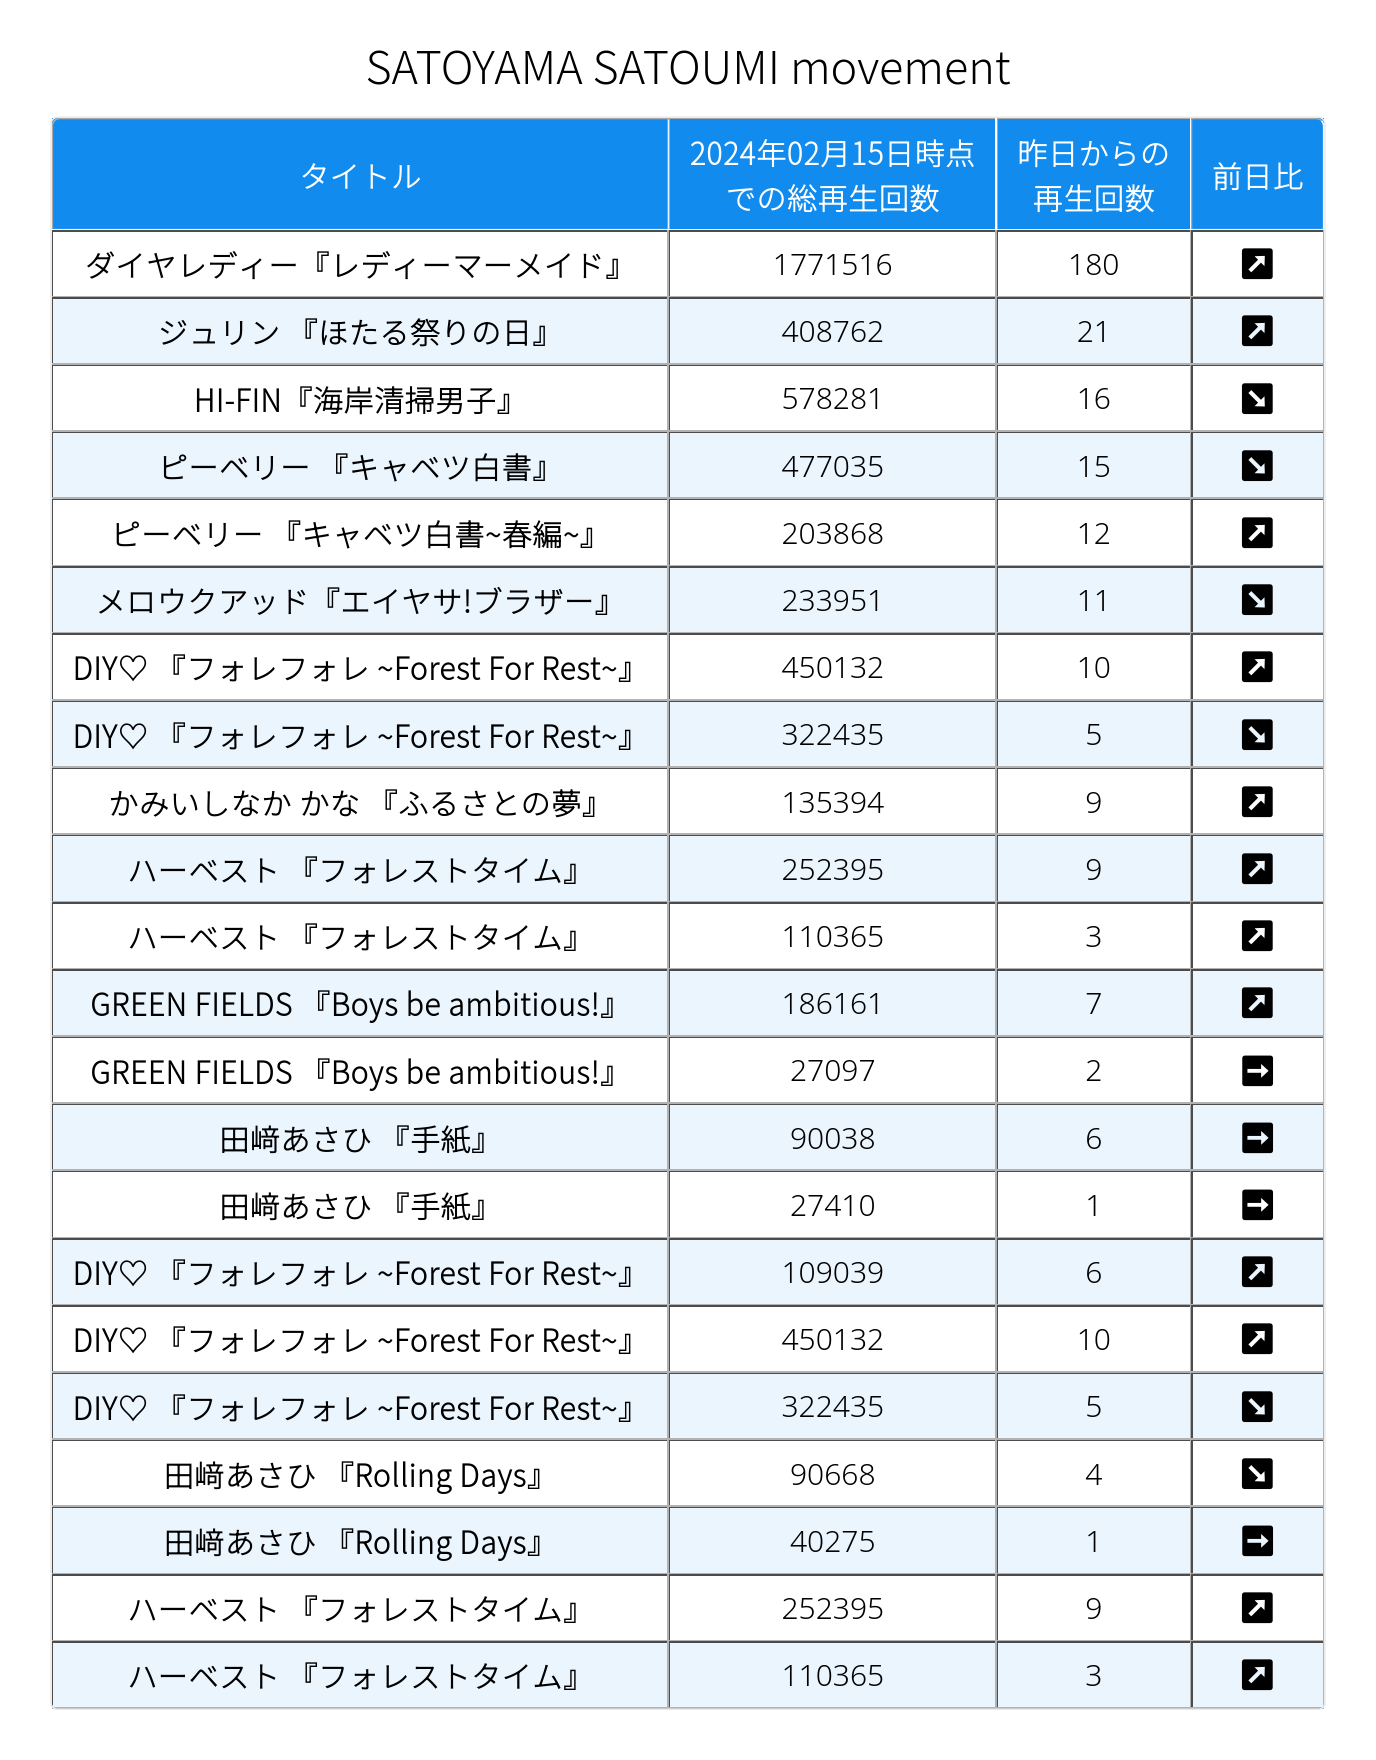 SATOYAMA SATOUMI movement
タイトル 2024年02月15日時点での総再生回数 昨日からの再生回数 前日比
ダイヤレディー『レディーマーメイド』 1771516 180 ↗
ジュリン 『ほたる祭りの日』 408762 21 ↗
HI-FIN『海岸清掃男子』 578281 16 ↘
ピーベリー 『キャベツ白書』 477035 15 ↘
ピーベリー 『キャベツ白書~春編~』 203868 12 ↗
メロウクアッド『エイヤサ!ブラザー』 233951 11 ↘
DIY♡ 『フォレフォレ ~Forest For Rest~』 450132 10 ↗
DIY♡ 『フォレフォレ ~Forest For Rest~』 322435 5 ↘
かみいしなか かな 『ふるさとの夢』 135394 9 ↗
ハーベスト 『フォレストタイム』 252395 9 ↗
ハーベスト 『フォレストタイム』 110365 3 ↗
GREEN FIELDS 『Boys be ambitious!』 186161 7 ↗
GREEN FIELDS 『Boys be ambitious!』 27097 2 →
田﨑あさひ 『手紙』 90038 6 →
田﨑あさひ 『手紙』 27410 1 →
DIY♡ 『フォレフォレ ~Forest For Rest~』 109039 6 ↗
DIY♡ 『フォレフォレ ~Forest For Rest~』 450132 10 ↗
DIY♡ 『フォレフォレ ~Forest For Rest~』 322435 5 ↘
田﨑あさひ 『Rolling Days』 90668 4 ↘
田﨑あさひ 『Rolling Days』 40275 1 →
ハーベスト 『フォレストタイム』 252395 9 ↗
ハーベスト 『フォレストタイム』 110365 3 ↗